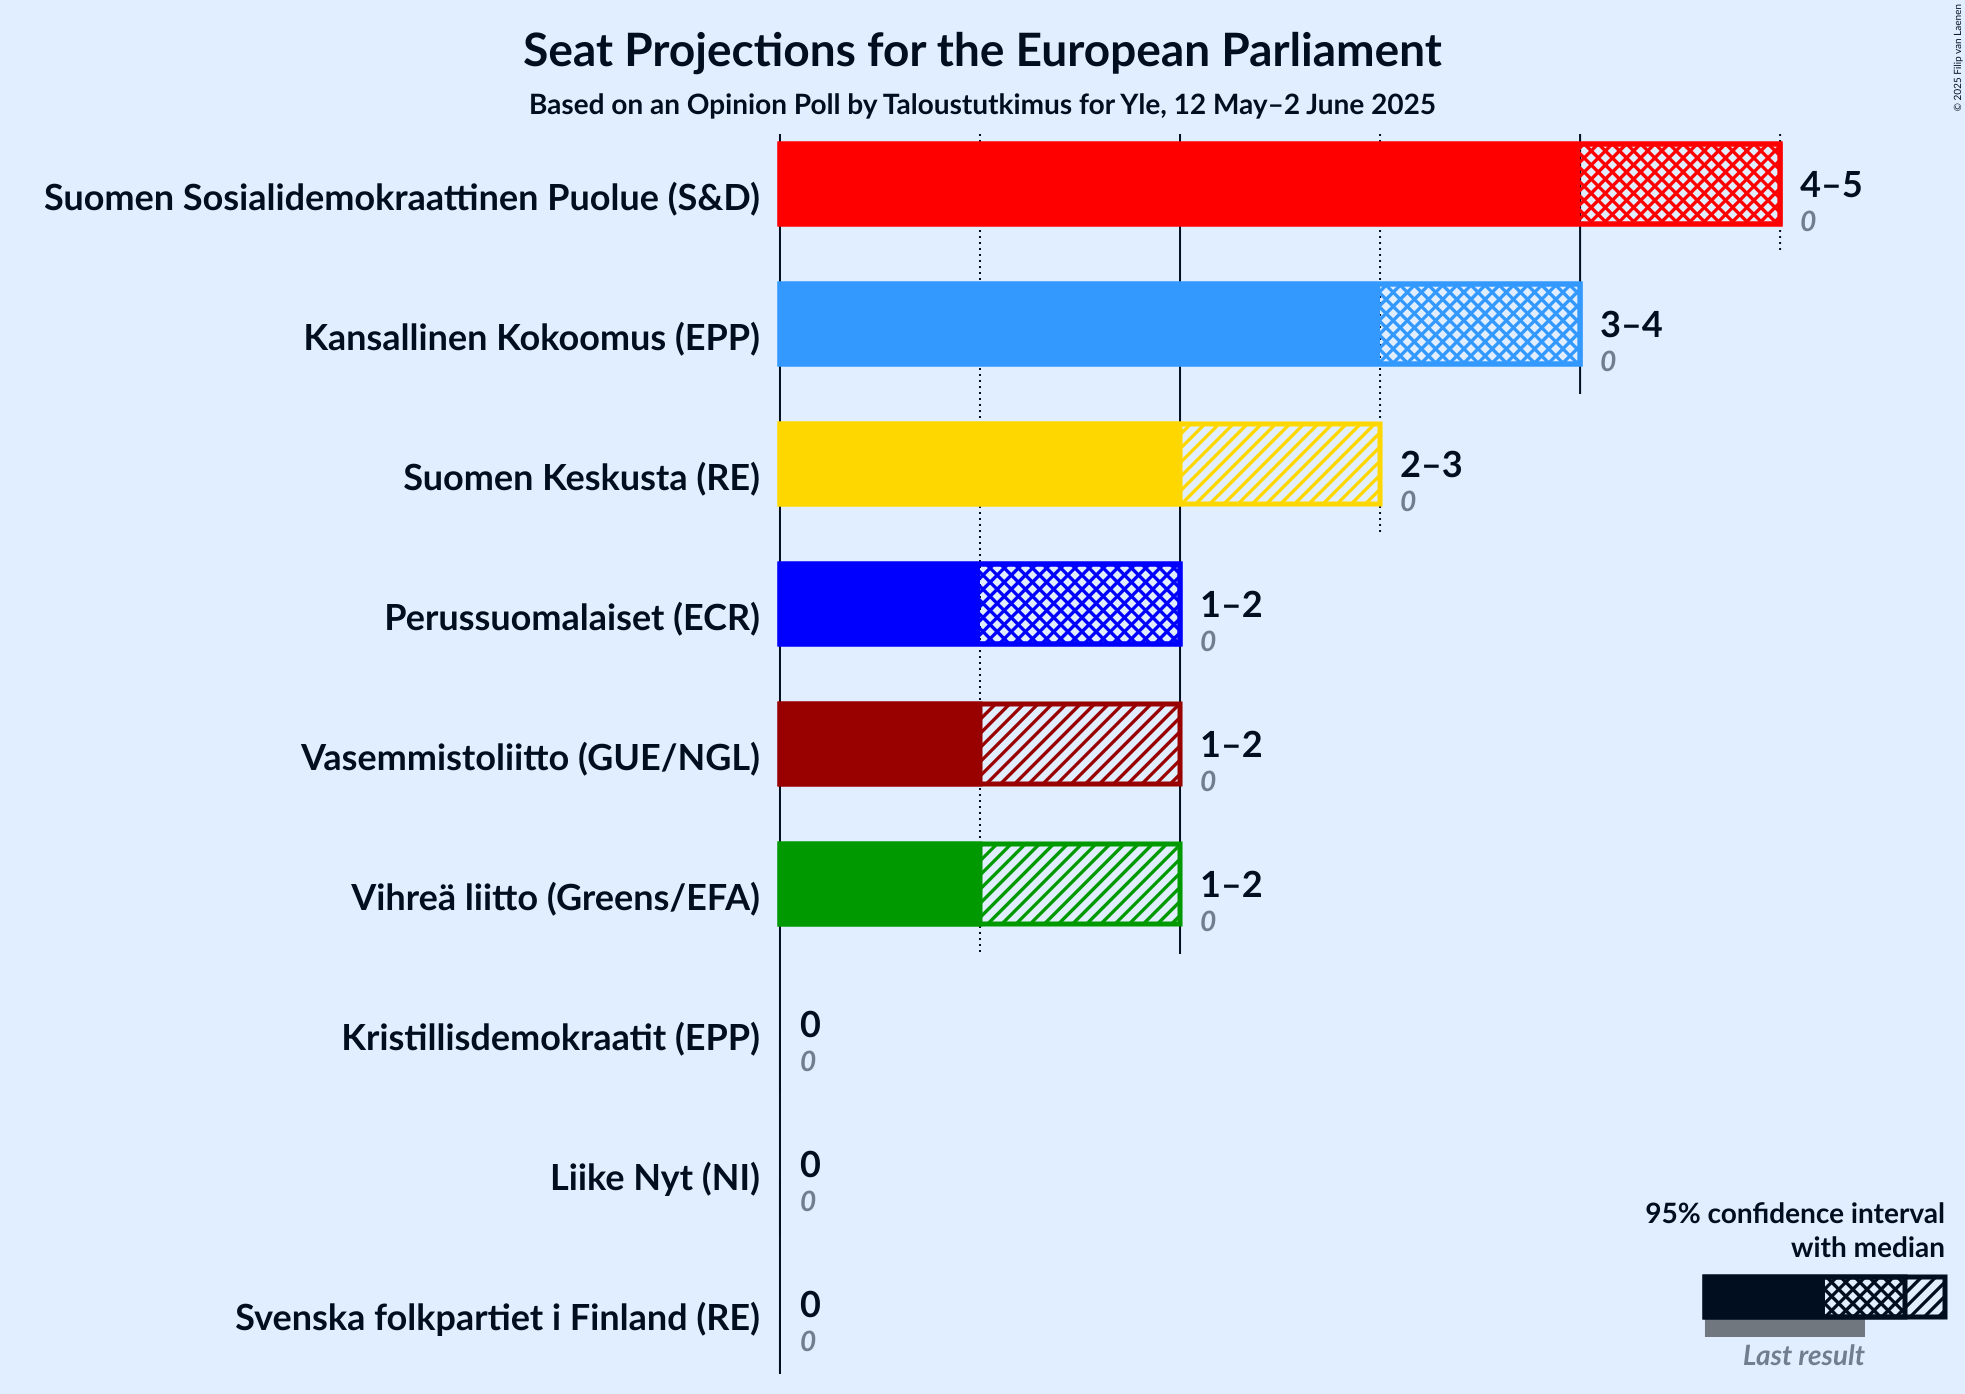 Seat Projections for the European Parliament
Based on an Opinion Poll by Taloustutkimus for Yle, 12 May–2 June 2025
© 2025 Filip van Laenen
Suomen Sosialidemokraattinen Puolue (S&D)
4–5
0
Kansallinen Kokoomus (EPP)
3–4
0
Suomen Keskusta (RE)
2–3
0
Perussuomalaiset (ECR)
1–2
0
Vasemmistoliitto (GUE/NGL)
1–2
0
Vihreä liitto (Greens/EFA)
1–2
0
Kristillisdemokraatit (EPP)
0
0
Liike Nyt (NI)
0
0
Svenska folkpartiet i Finland (RE)
0
0
95% confidence interval
with median
Last result